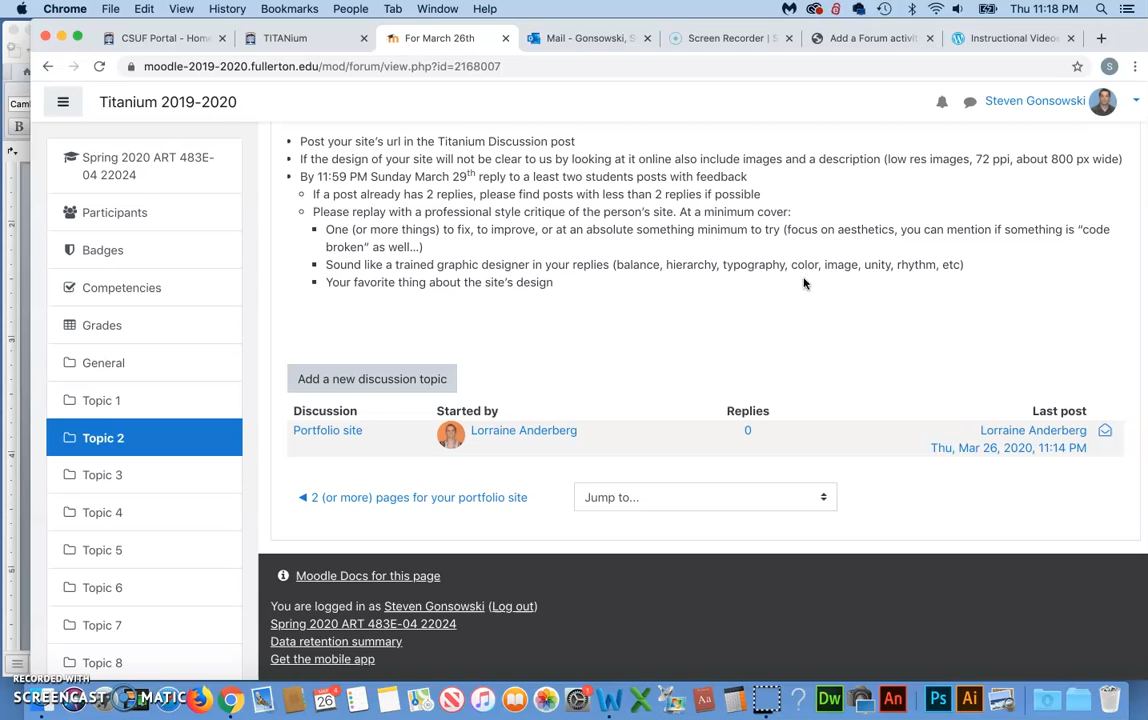 Chrome File Edit View History Bookmarks People Tab Window Help Thu 11:18 PM
CSUF Portal - Hom TITANium For March 26th Mail - Gonsowski, S Screen Recorder | S Add a Forum activit Instructional Video
moodle-2019-2020.fullerton.edu/mod/forum/view.php?id=2168007
Titanium 2019-2020
Steven Gonsowski
Spring 2020 ART 483E-
04 22024
Participants
Badges
Competencies
Grades
General
Topic 1
Topic 2
Topic 3
Topic 4
Topic 5
Topic 6
Topic 7
Topic 8
Post your site's url in the Titanium Discussion post
If the design of your site will not be clear to us by looking at it online also include images and a description (low res images, 72 ppi, about 800 px wide)
By 11:59 PM Sunday March 29th reply to a least two students posts with feedback
If a post already has 2 replies, please find posts with less than 2 replies if possible
Please replay with a professional style critique of the person's site. At a minimum cover:
One (or more things) to fix, to improve, or at an absolute something minimum to try (focus on aesthetics, you can mention if something is "code
broken" as well...)
Sound like a trained graphic designer in your replies (balance, hierarchy, typography, color, image, unity, rhythm, etc)
Your favorite thing about the site's design
Add a new discussion topic
Discussion Started by Replies Last post
Portfolio site Lorraine Anderberg 0 Lorraine Anderberg
Thu, Mar 26, 2020, 11:14 PM
◀ 2 (or more) pages for your portfolio site
Jump to...
Moodle Docs for this page
You are logged in as Steven Gonsowski (Log out)
Spring 2020 ART 483E-04 22024
Data retention summary
Get the mobile app
RECORDED WITH
SCREENCAST MATIC
26
Dw An Ps Ai